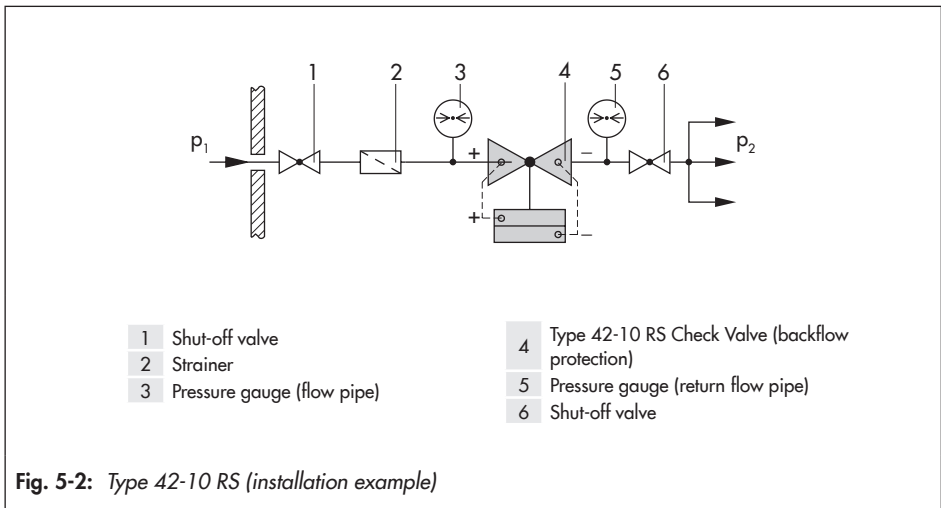 1 2 3 4 5 6
p1 + – p2
+ –
1 Shut-off valve
2 Strainer
3 Pressure gauge (flow pipe)
4 Type 42-10 RS Check Valve (backflow
protection)
5 Pressure gauge (return flow pipe)
6 Shut-off valve
Fig. 5-2: Type 42-10 RS (installation example)